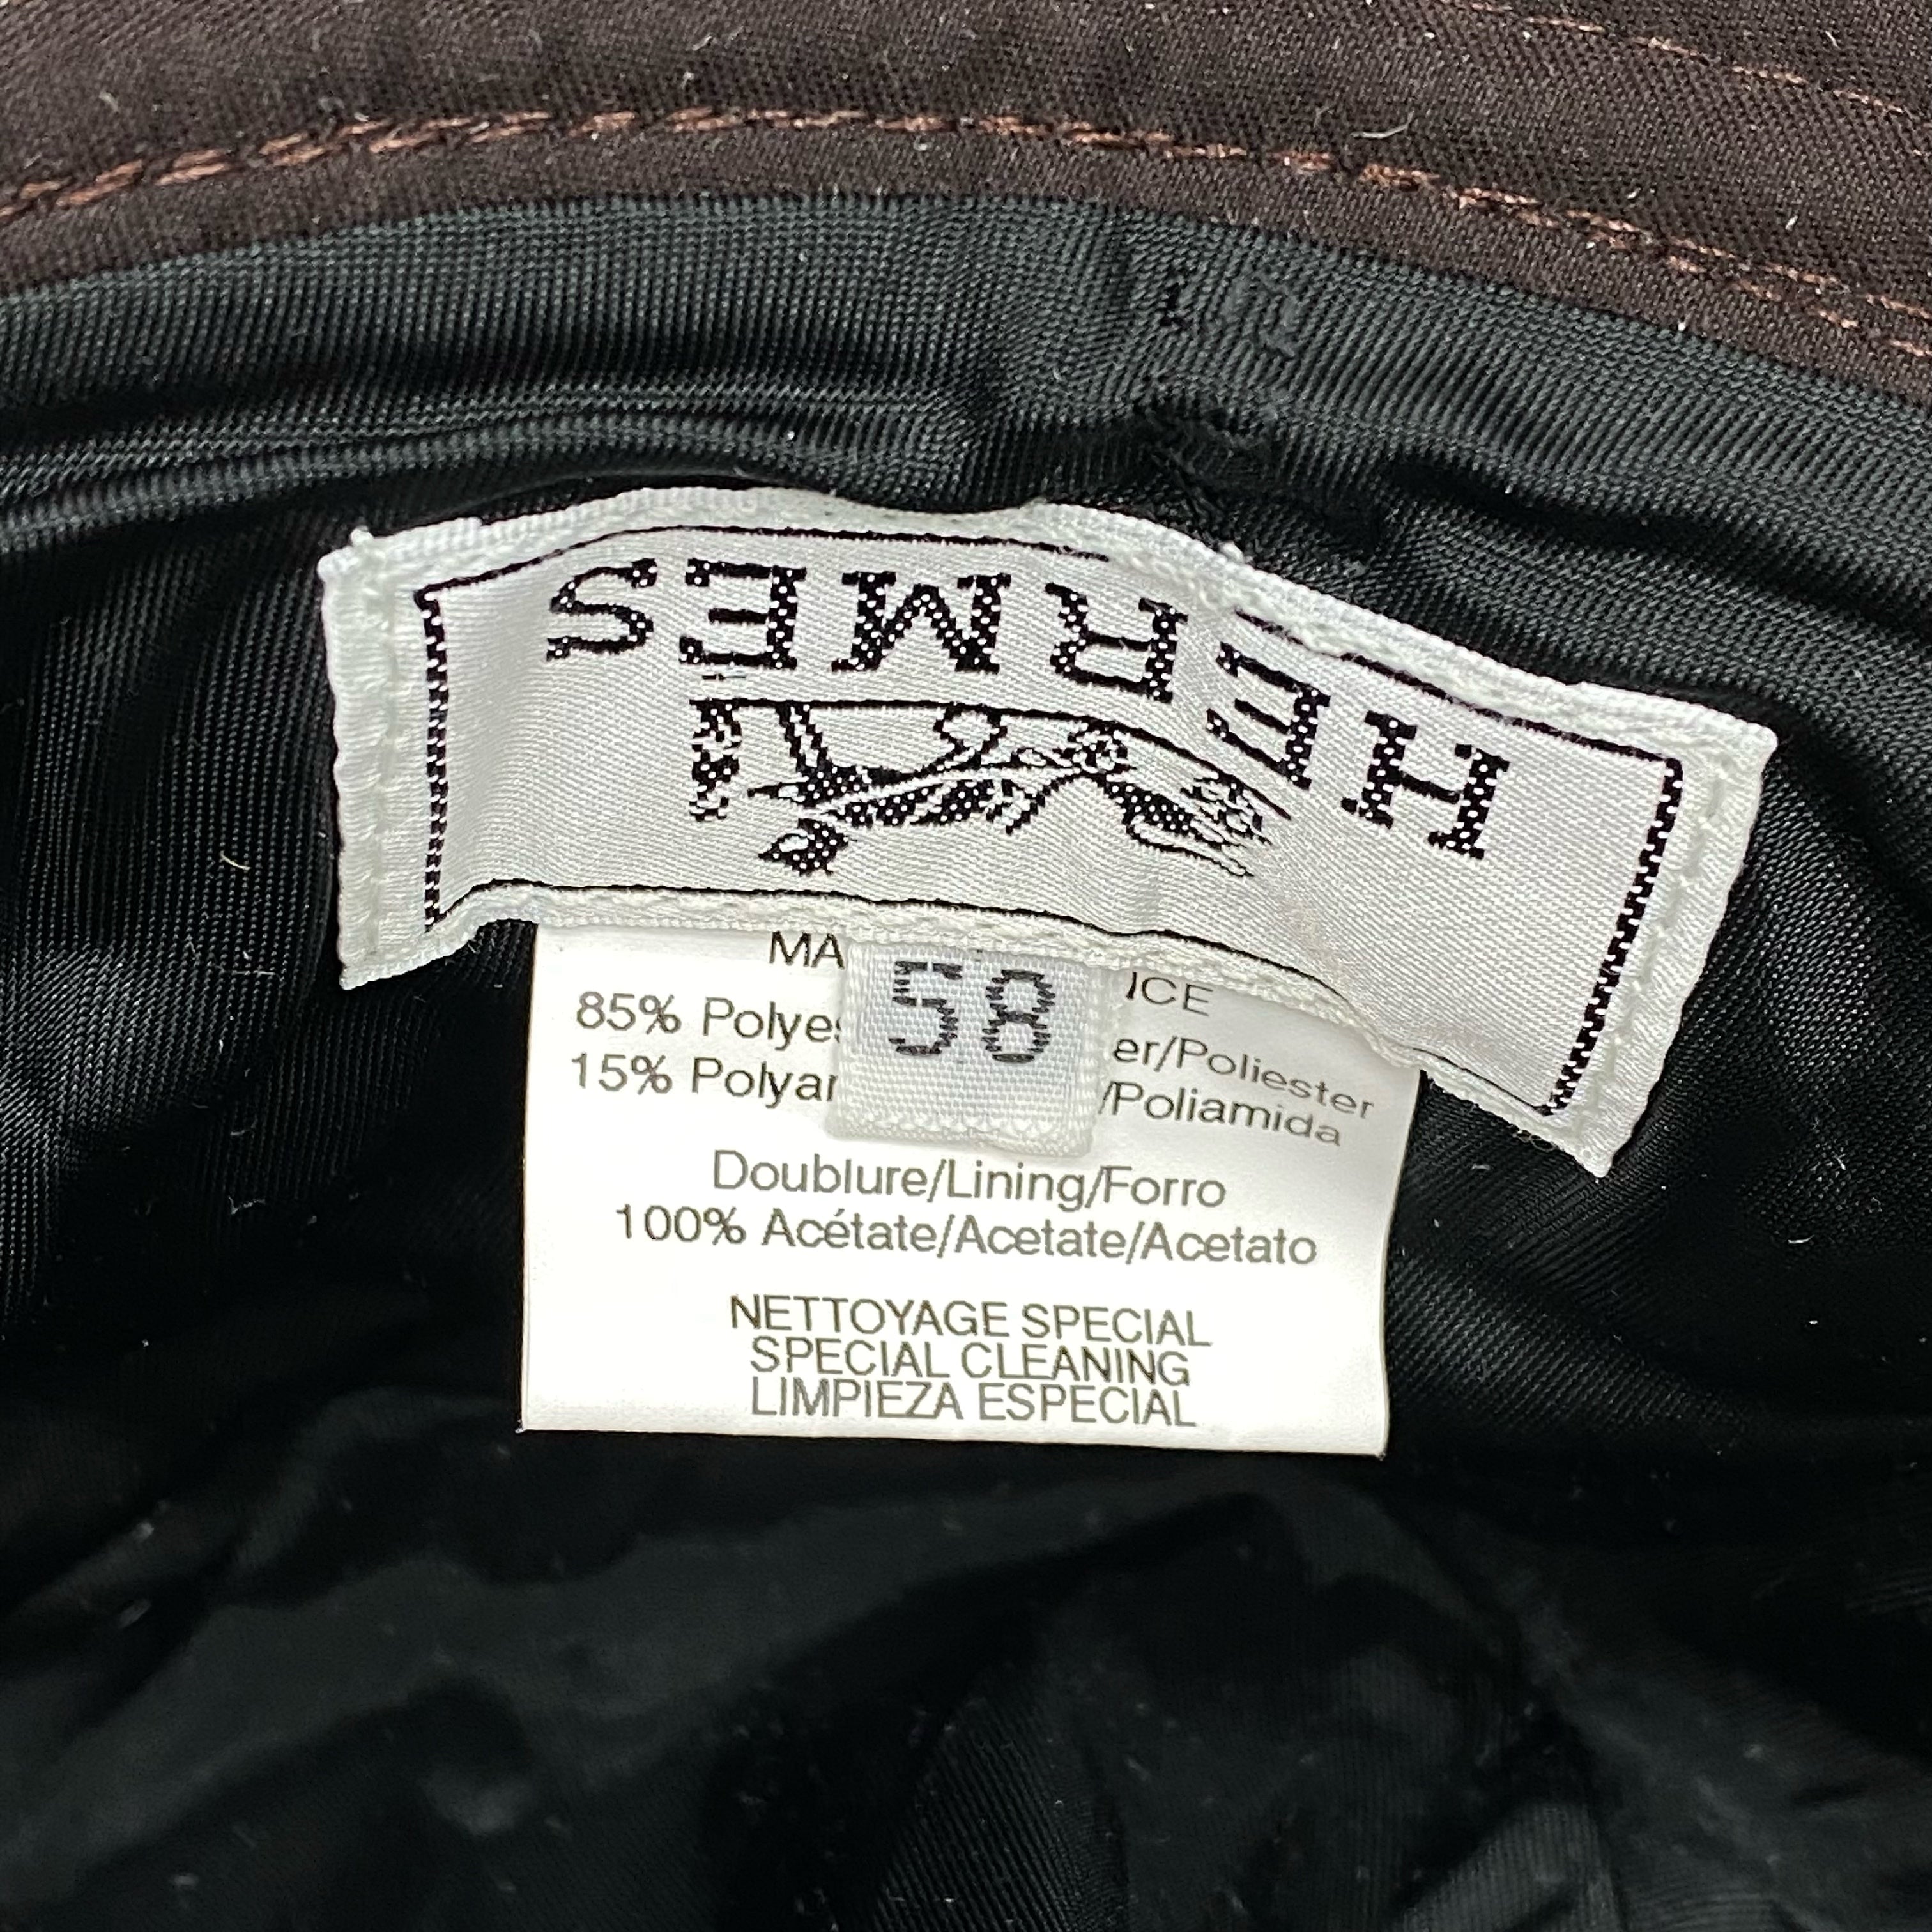 HERMES
58
MA ICE
85% Polyes er/Poliester
15% Polyar /Poliamida
Doublure/Lining/Forro
100% Acétate/Acetate/Acetato
NETTOYAGE SPECIAL
SPECIAL CLEANING
LIMPIEZA ESPECIAL